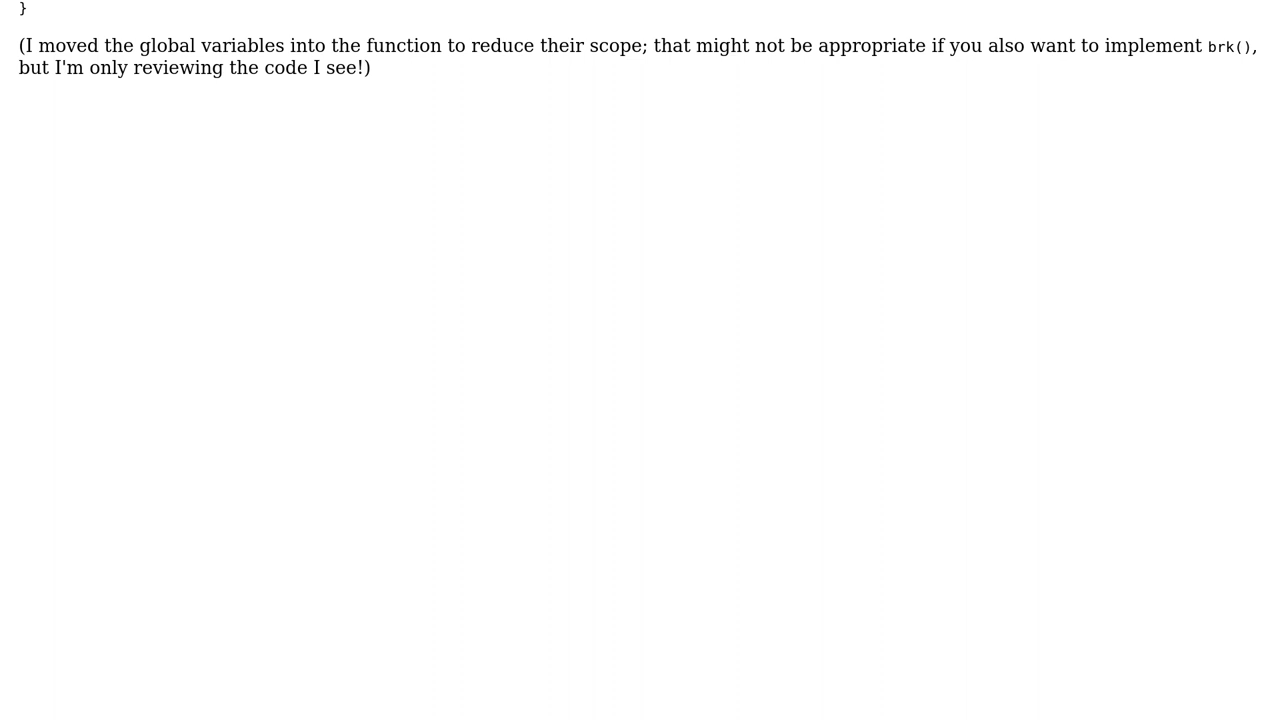 }
(I moved the global variables into the function to reduce their scope; that might not be appropriate if you also want to implement brk(),
but I'm only reviewing the code I see!)